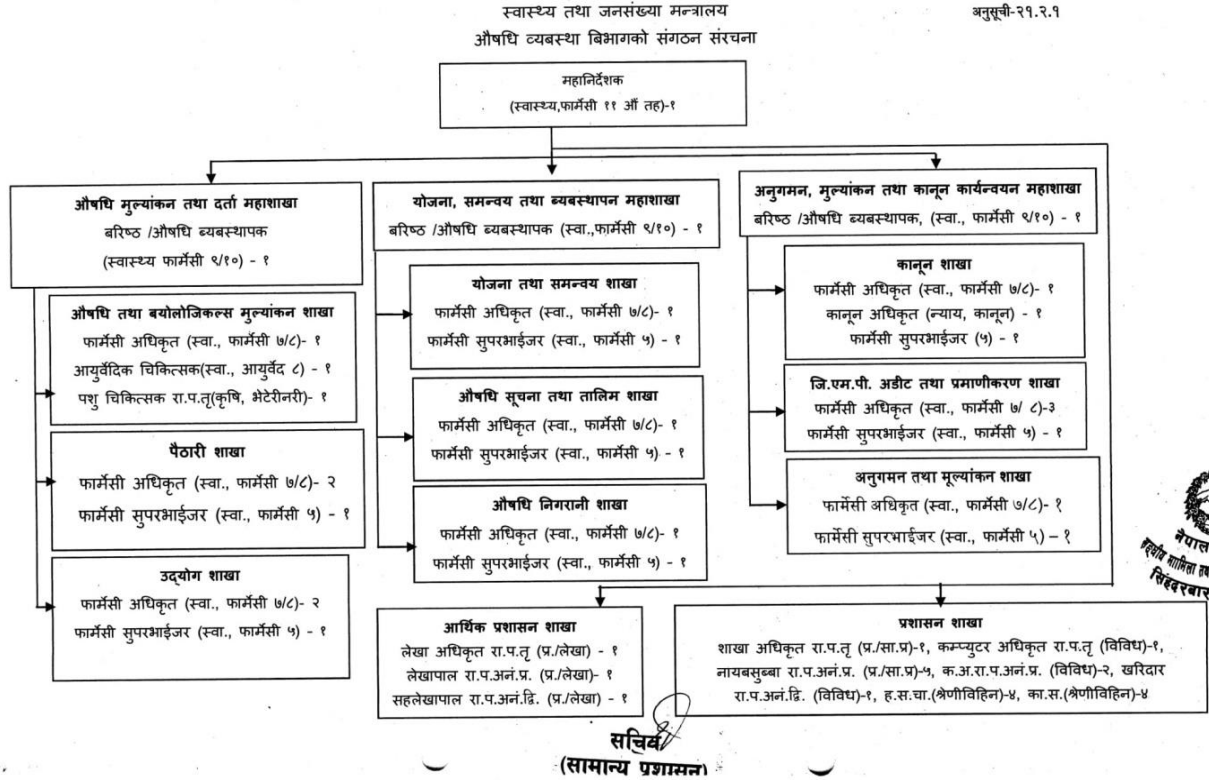 स्वास्थ्य तथा जनसंख्या मन्त्रालय
अनुसूची-२१.२.१
औषधि व्यबस्था बिभागको संगठन संरचना
महानिर्देशक
(स्वास्थ्य,फार्मेसी ११ औं तह)-१
औषधि मुल्यांकन तथा दर्ता महाशाखा
बरिष्ठ /औषधि ब्यबस्थापक
(स्वास्थ्य फार्मेसी ९/१०) - १
औषधि तथा बयोलोजिकल्स मुल्यांकन शाखा
फार्मेसी अधिकृत (स्वा., फार्मेसी ७/८)- १
आयुर्वेदिक चिकित्सक(स्वा., आयुर्वेद ८) - १
पशु चिकित्सक रा.प.तृ(कृषि, भेटेरीनरी)- १
पैठारी शाखा
फार्मेसी अधिकृत (स्वा., फार्मेसी ७/८)- २
फार्मेसी सुपरभाईजर (स्वा., फार्मेसी ५) - १
उद्योग शाखा
फार्मेसी अधिकृत (स्वा., फार्मेसी ७/८)- २
फार्मेसी सुपरभाईजर (स्वा., फार्मेसी ५) - १
योजना, समन्वय तथा ब्यबस्थापन महाशाखा
बरिष्ठ /औषधि ब्यबस्थापक (स्वा.,फार्मेसी ९/१०) - १
योजना तथा समन्वय शाखा
फार्मेसी अधिकृत (स्वा., फार्मेसी ७/८)- १
फार्मेसी सुपरभाईजर (स्वा., फार्मेसी ५) - १
औषधि सूचना तथा तालिम शाखा
फार्मेसी अधिकृत (स्वा., फार्मेसी ७/८)- १
फार्मेसी सुपरभाईजर (स्वा., फार्मेसी ५) - १
औषधि निगरानी शाखा
फार्मेसी अधिकृत (स्वा., फार्मेसी ७/८)- १
फार्मेसी सुपरभाईजर (स्वा., फार्मेसी ५) - १
अनुगमन, मुल्यांकन तथा कानून कार्यन्वयन महाशाखा
बरिष्ठ /औषधि ब्यबस्थापक, (स्वा., फार्मेसी ९/१०) - १
कानून शाखा
फार्मेसी अधिकृत (स्वा., फार्मेसी ७/८)- १
कानून अधिकृत (न्याय, कानून) - १
फार्मेसी सुपरभाईजर (५) - १
जि.एम.पी. अडीट तथा प्रमाणीकरण शाखा
फार्मेसी अधिकृत (स्वा., फार्मेसी ७/ ८)-३
फार्मेसी सुपरभाईजर (स्वा., फार्मेसी ५) - १
अनुगमन तथा मूल्यांकन शाखा
फार्मेसी अधिकृत (स्वा., फार्मेसी ७/८)- १
फार्मेसी सुपरभाईजर (स्वा., फार्मेसी ५) – १
आर्थिक प्रशासन शाखा
लेखा अधिकृत रा.प.तृ (प्र./लेखा) - १
लेखापाल रा.प.अनं.प्र. (प्र./लेखा) - १
सहलेखापाल रा.प.अनं.द्वि. (प्र./लेखा) - १
प्रशासन शाखा
शाखा अधिकृत रा.प.तृ (प्र./सा.प्र)-१, कम्प्युटर अधिकृत रा.प.तृ (विविध)-१,
नायबसुब्बा रा.प.अनं.प्र. (प्र./सा.प्र)-५, क.अ.रा.प.अनं.प्र. (विविध)-२, खरिदार
रा.प.अनं.द्वि. (विविध)-१, ह.स.चा.(श्रेणीविहिन)-४, का.स.(श्रेणीविहिन)-४
नेपाल
सचिव
(सामान्य प्रशासन)